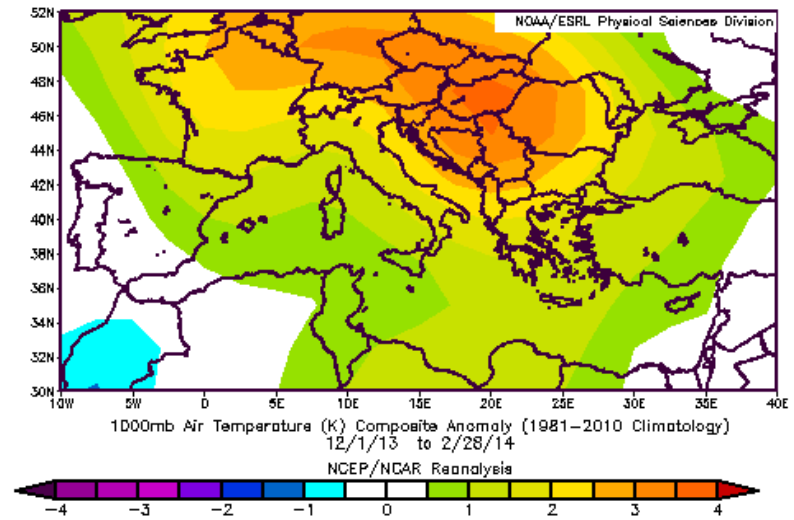 NOAA/ESRL Physical Sciences Division
52N
50N
48N
46N
44N
42N
40N
38N
36N
34N
32N
30N
10W 5W 0 5E 10E 15E 20E 25E 30E 35E 40E
1000mb Air Temperature (K) Composite Anomaly (1981-2010 Climatology)
12/1/13 to 2/28/14
NCEP/NCAR Reanalysis
-4 -3 -2 -1 0 1 2 3 4